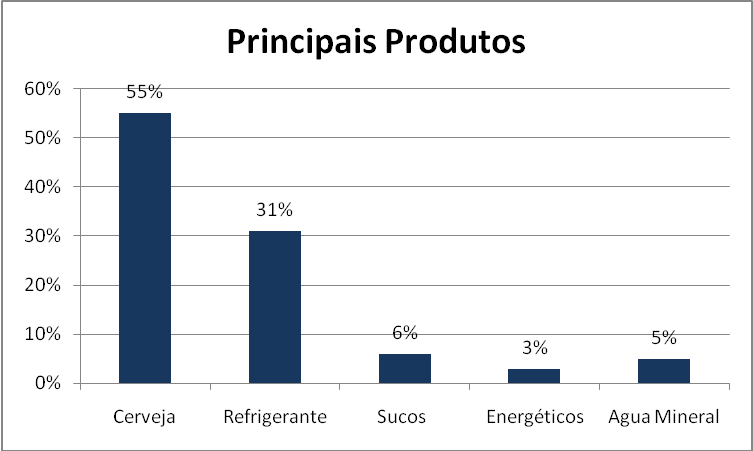 Principais Produtos
60%
50%
40%
30%
20%
10%
0%
55%
31%
6%
3%
5%
Cerveja
Refrigerante
Sucos
Energéticos
Agua Mineral